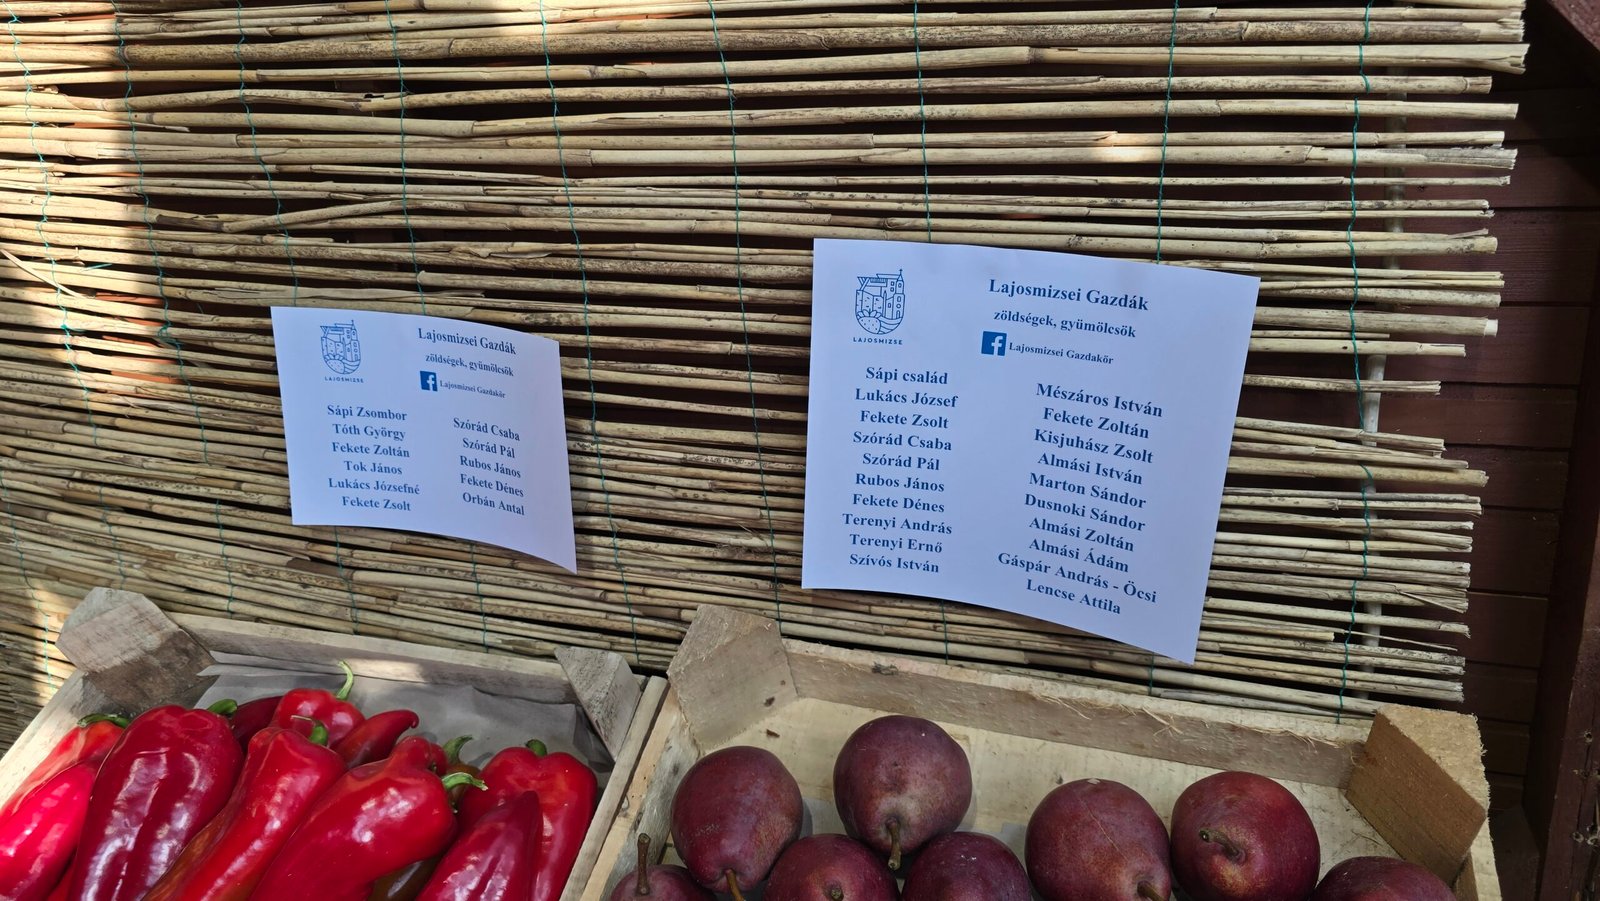 LAJOSMIZSE
Lajosmizsei Gazdák
zöldségek, gyümölcsök
Lajosmizsei Gazdakör
Sápi Zsombor
Tóth György
Fekete Zoltán
Tok János
Lukács Józsefné
Fekete Zsolt
Szórád Csaba
Szórád Pál
Rubos János
Fekete Dénes
Orbán Antal
LAJOSMIZSE
Lajosmizsei Gazdák
zöldségek, gyümölcsök
Lajosmizsei Gazdakör
Sápi család
Lukács József
Fekete Zsolt
Szórád Csaba
Szórád Pál
Rubos János
Fekete Dénes
Terenyi András
Terenyi Ernő
Szívós István
Mészáros István
Fekete Zoltán
Kisjuhász Zsolt
Almási István
Marton Sándor
Dusnoki Sándor
Almási Zoltán
Almási Ádám
Gáspár András - Öcsi
Lencse Attila